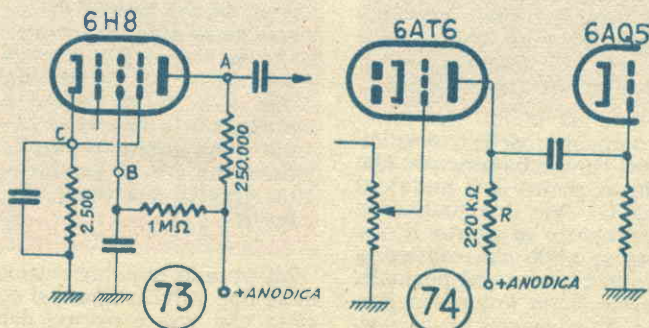 6H8
6AT6
6AQ5
A
C
B
250.000
2.500
1MΩ
220KΩ
R
+ANODICA
+ANODICA
73
74